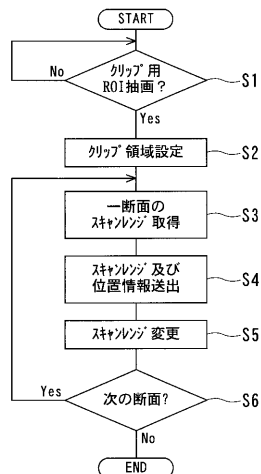 START
クリップ用
ROI抽画？
No
S1
Yes
クリップ領域設定
S2
一断面の
スキャンレンジ取得
S3
スキャンレンジ及び
位置情報送出
S4
スキャンレンジ変更
S5
Yes
次の断面?
S6
No
END